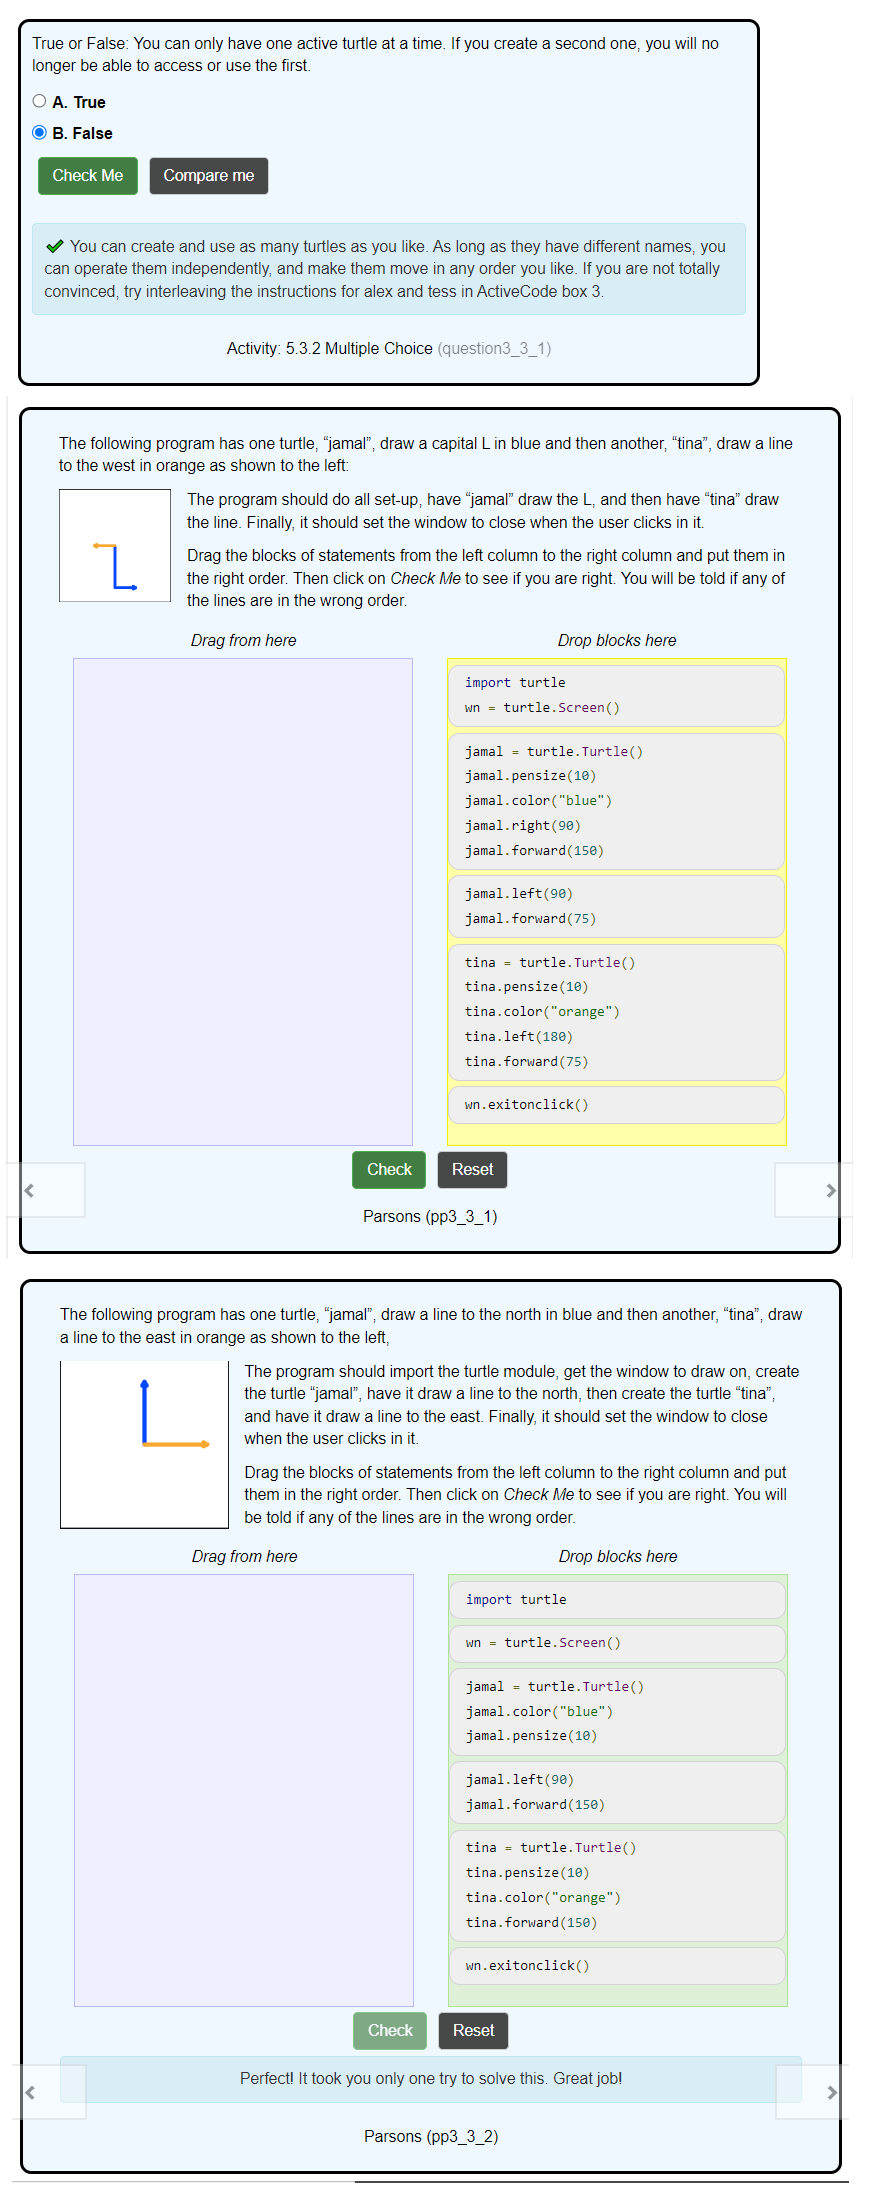 True or False: You can only have one active turtle at a time. If you create a second one, you will no
longer be able to access or use the first.
A. True
B. False
Check Me
Compare me
You can create and use as many turtles as you like. As long as they have different names, you
can operate them independently, and make them move in any order you like. If you are not totally
convinced, try interleaving the instructions for alex and tess in ActiveCode box 3.
Activity: 5.3.2 Multiple Choice (question3_3_1)
The following program has one turtle, “jamal”, draw a capital L in blue and then another, “tina”, draw a line
to the west in orange as shown to the left:
The program should do all set-up, have “jamal” draw the L, and then have “tina” draw
the line. Finally, it should set the window to close when the user clicks in it.
Drag the blocks of statements from the left column to the right column and put them in
the right order. Then click on Check Me to see if you are right. You will be told if any of
the lines are in the wrong order.
Drag from here
Drop blocks here
import turtle
wn = turtle.Screen()
jamal = turtle.Turtle()
jamal.pensize(10)
jamal.color("blue")
jamal.right(90)
jamal.forward(150)
jamal.left(90)
jamal.forward(75)
tina = turtle.Turtle()
tina.pensize(10)
tina.color("orange")
tina.left(180)
tina.forward(75)
wn.exitonclick()
Check
Reset
Parsons (pp3_3_1)
The following program has one turtle, “jamal”, draw a line to the north in blue and then another, “tina”, draw
a line to the east in orange as shown to the left,
The program should import the turtle module, get the window to draw on, create
the turtle “jamal”, have it draw a line to the north, then create the turtle “tina”,
and have it draw a line to the east. Finally, it should set the window to close
when the user clicks in it.
Drag the blocks of statements from the left column to the right column and put
them in the right order. Then click on Check Me to see if you are right. You will
be told if any of the lines are in the wrong order.
Drag from here
Drop blocks here
import turtle
wn = turtle.Screen()
jamal = turtle.Turtle()
jamal.color("blue")
jamal.pensize(10)
jamal.left(90)
jamal.forward(150)
tina = turtle.Turtle()
tina.pensize(10)
tina.color("orange")
tina.forward(150)
wn.exitonclick()
Check
Reset
Perfect! It took you only one try to solve this. Great job!
Parsons (pp3_3_2)